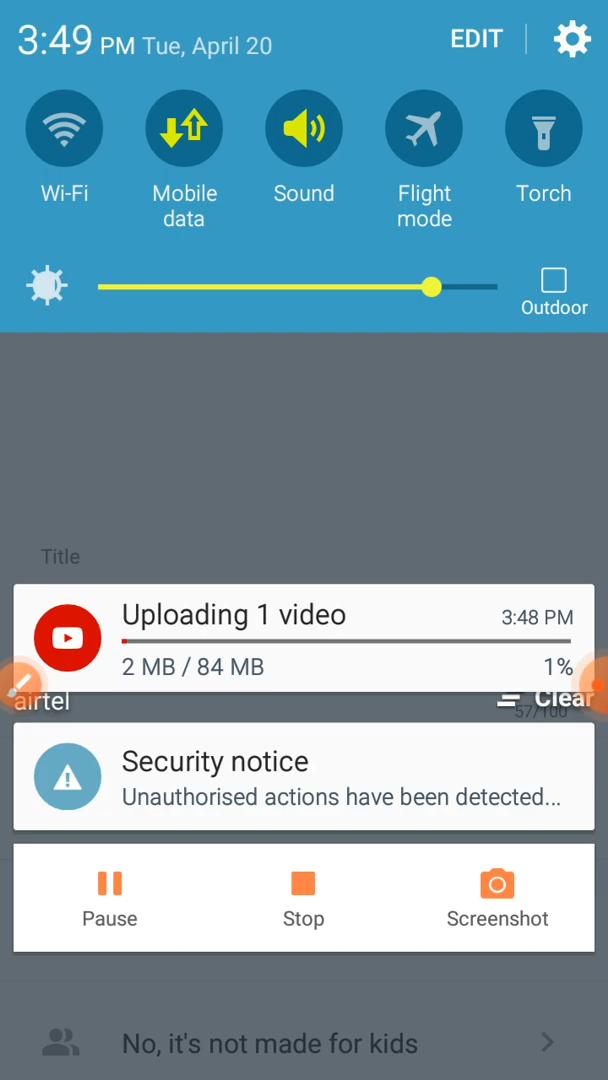 3:49 PM Tue, April 20 EDIT
Wi-Fi Mobile data Sound Flight mode Torch
Outdoor
Title
Uploading 1 video 3:48 PM
2 MB / 84 MB 1%
airtel Clear
57/100
Security notice
Unauthorised actions have been detected...
Pause Stop Screenshot
No, it's not made for kids